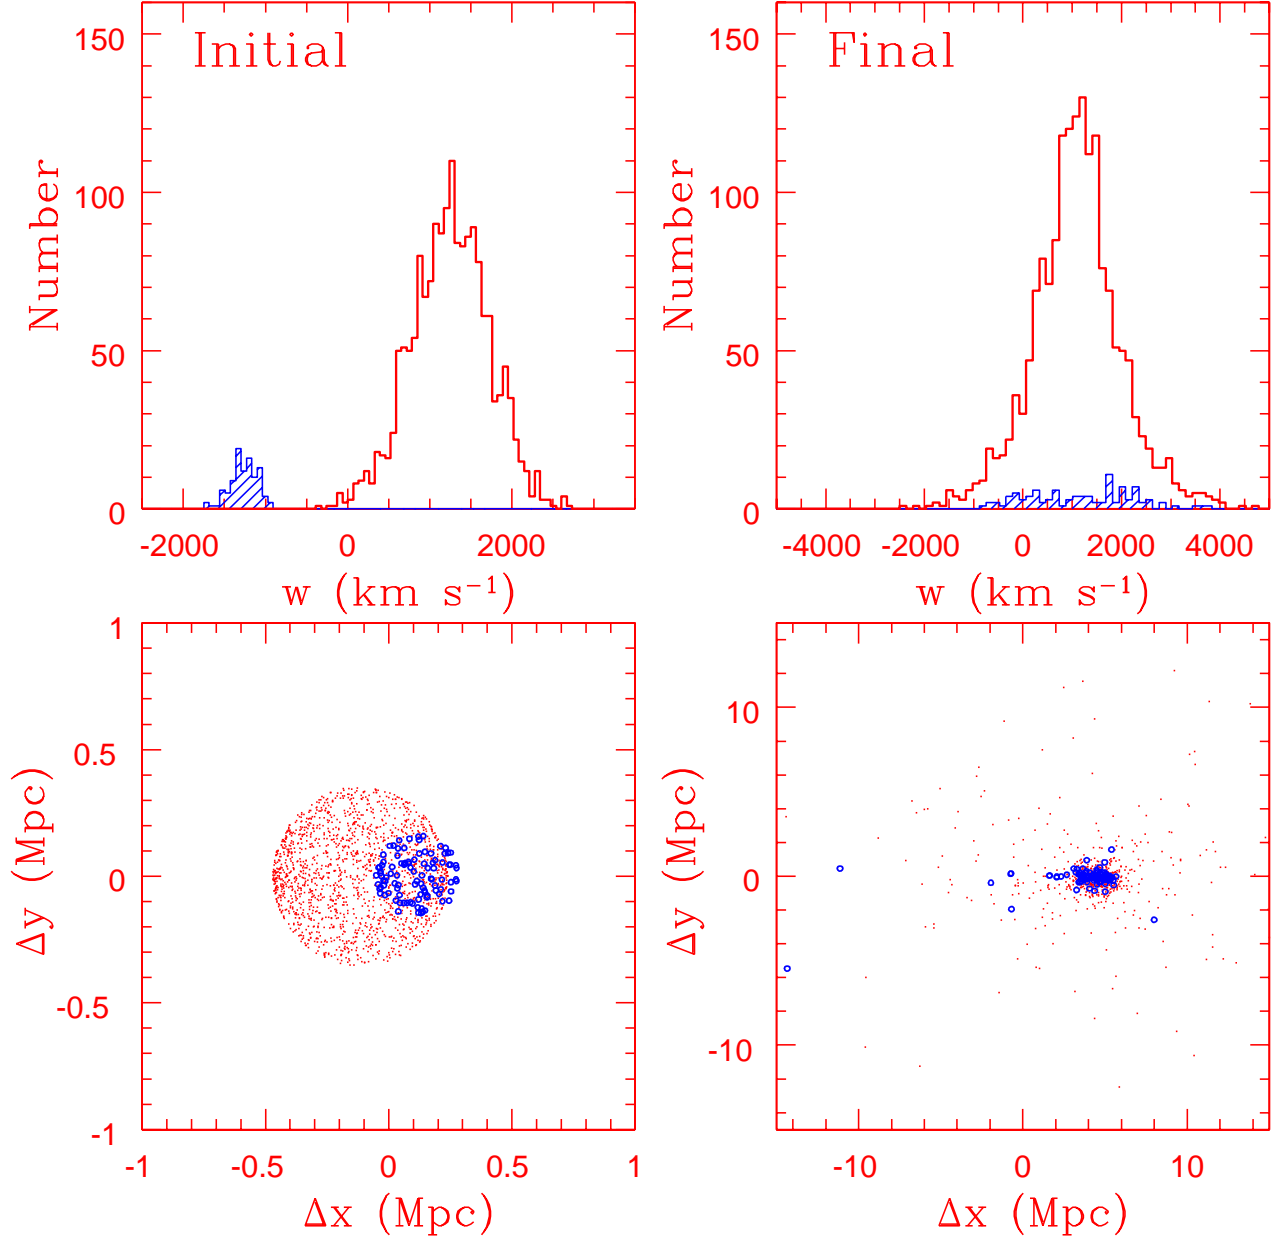 Initial
Number
150
100
50
0
-2000 0 2000
w (km s⁻¹)
Final
Number
150
100
50
0
-4000 -2000 0 2000 4000
w (km s⁻¹)
Δy (Mpc)
1
0.5
0
-0.5
-1
-1 -0.5 0 0.5 1
Δx (Mpc)
Δy (Mpc)
10
0
-10
-10 0 10
Δx (Mpc)